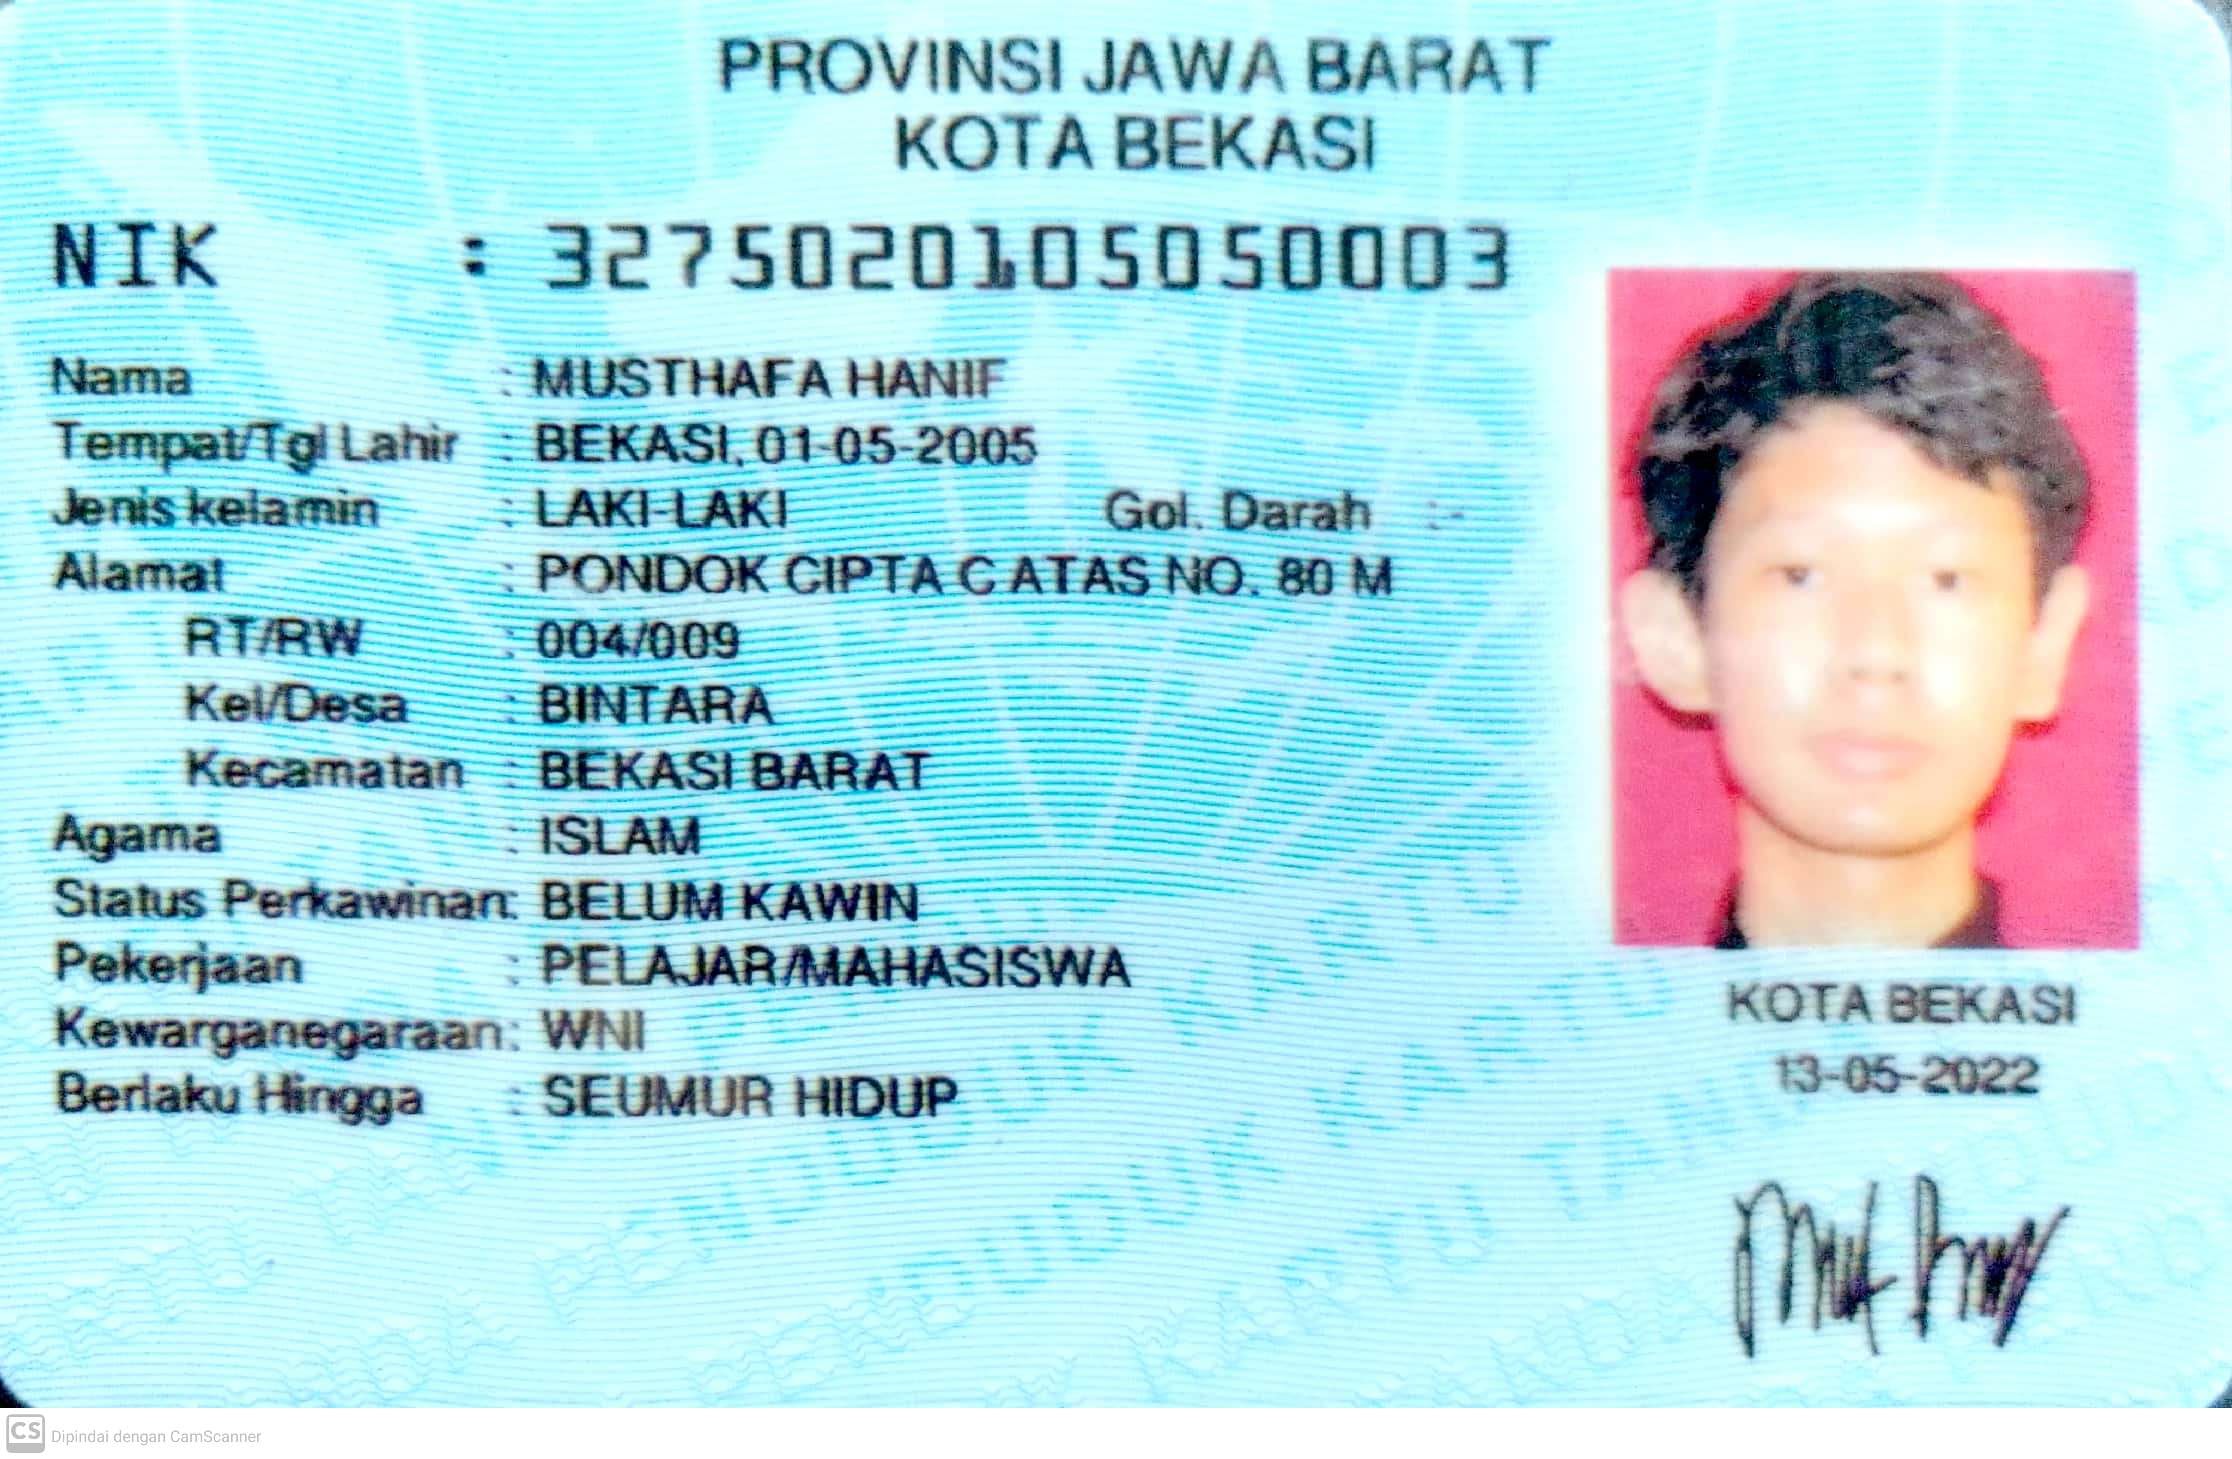 PROVINSI JAWA BARAT
KOTA BEKASI
NIK : 3275020105050003
Nama : MUSTHAFA HANIF
Tempat/Tgl Lahir : BEKASI, 01-05-2005
Jenis kelamin : LAKI-LAKI Gol. Darah : -
Alamat : PONDOK CIPTA C ATAS NO. 80 M
RT/RW : 004/009
Kel/Desa : BINTARA
Kecamatan : BEKASI BARAT
Agama : ISLAM
Status Perkawinan: BELUM KAWIN
Pekerjaan : PELAJAR/MAHASISWA
Kewarganegaraan: WNI
Berlaku Hingga : SEUMUR HIDUP
KOTA BEKASI
13-05-2022
CS Dipindai dengan CamScanner